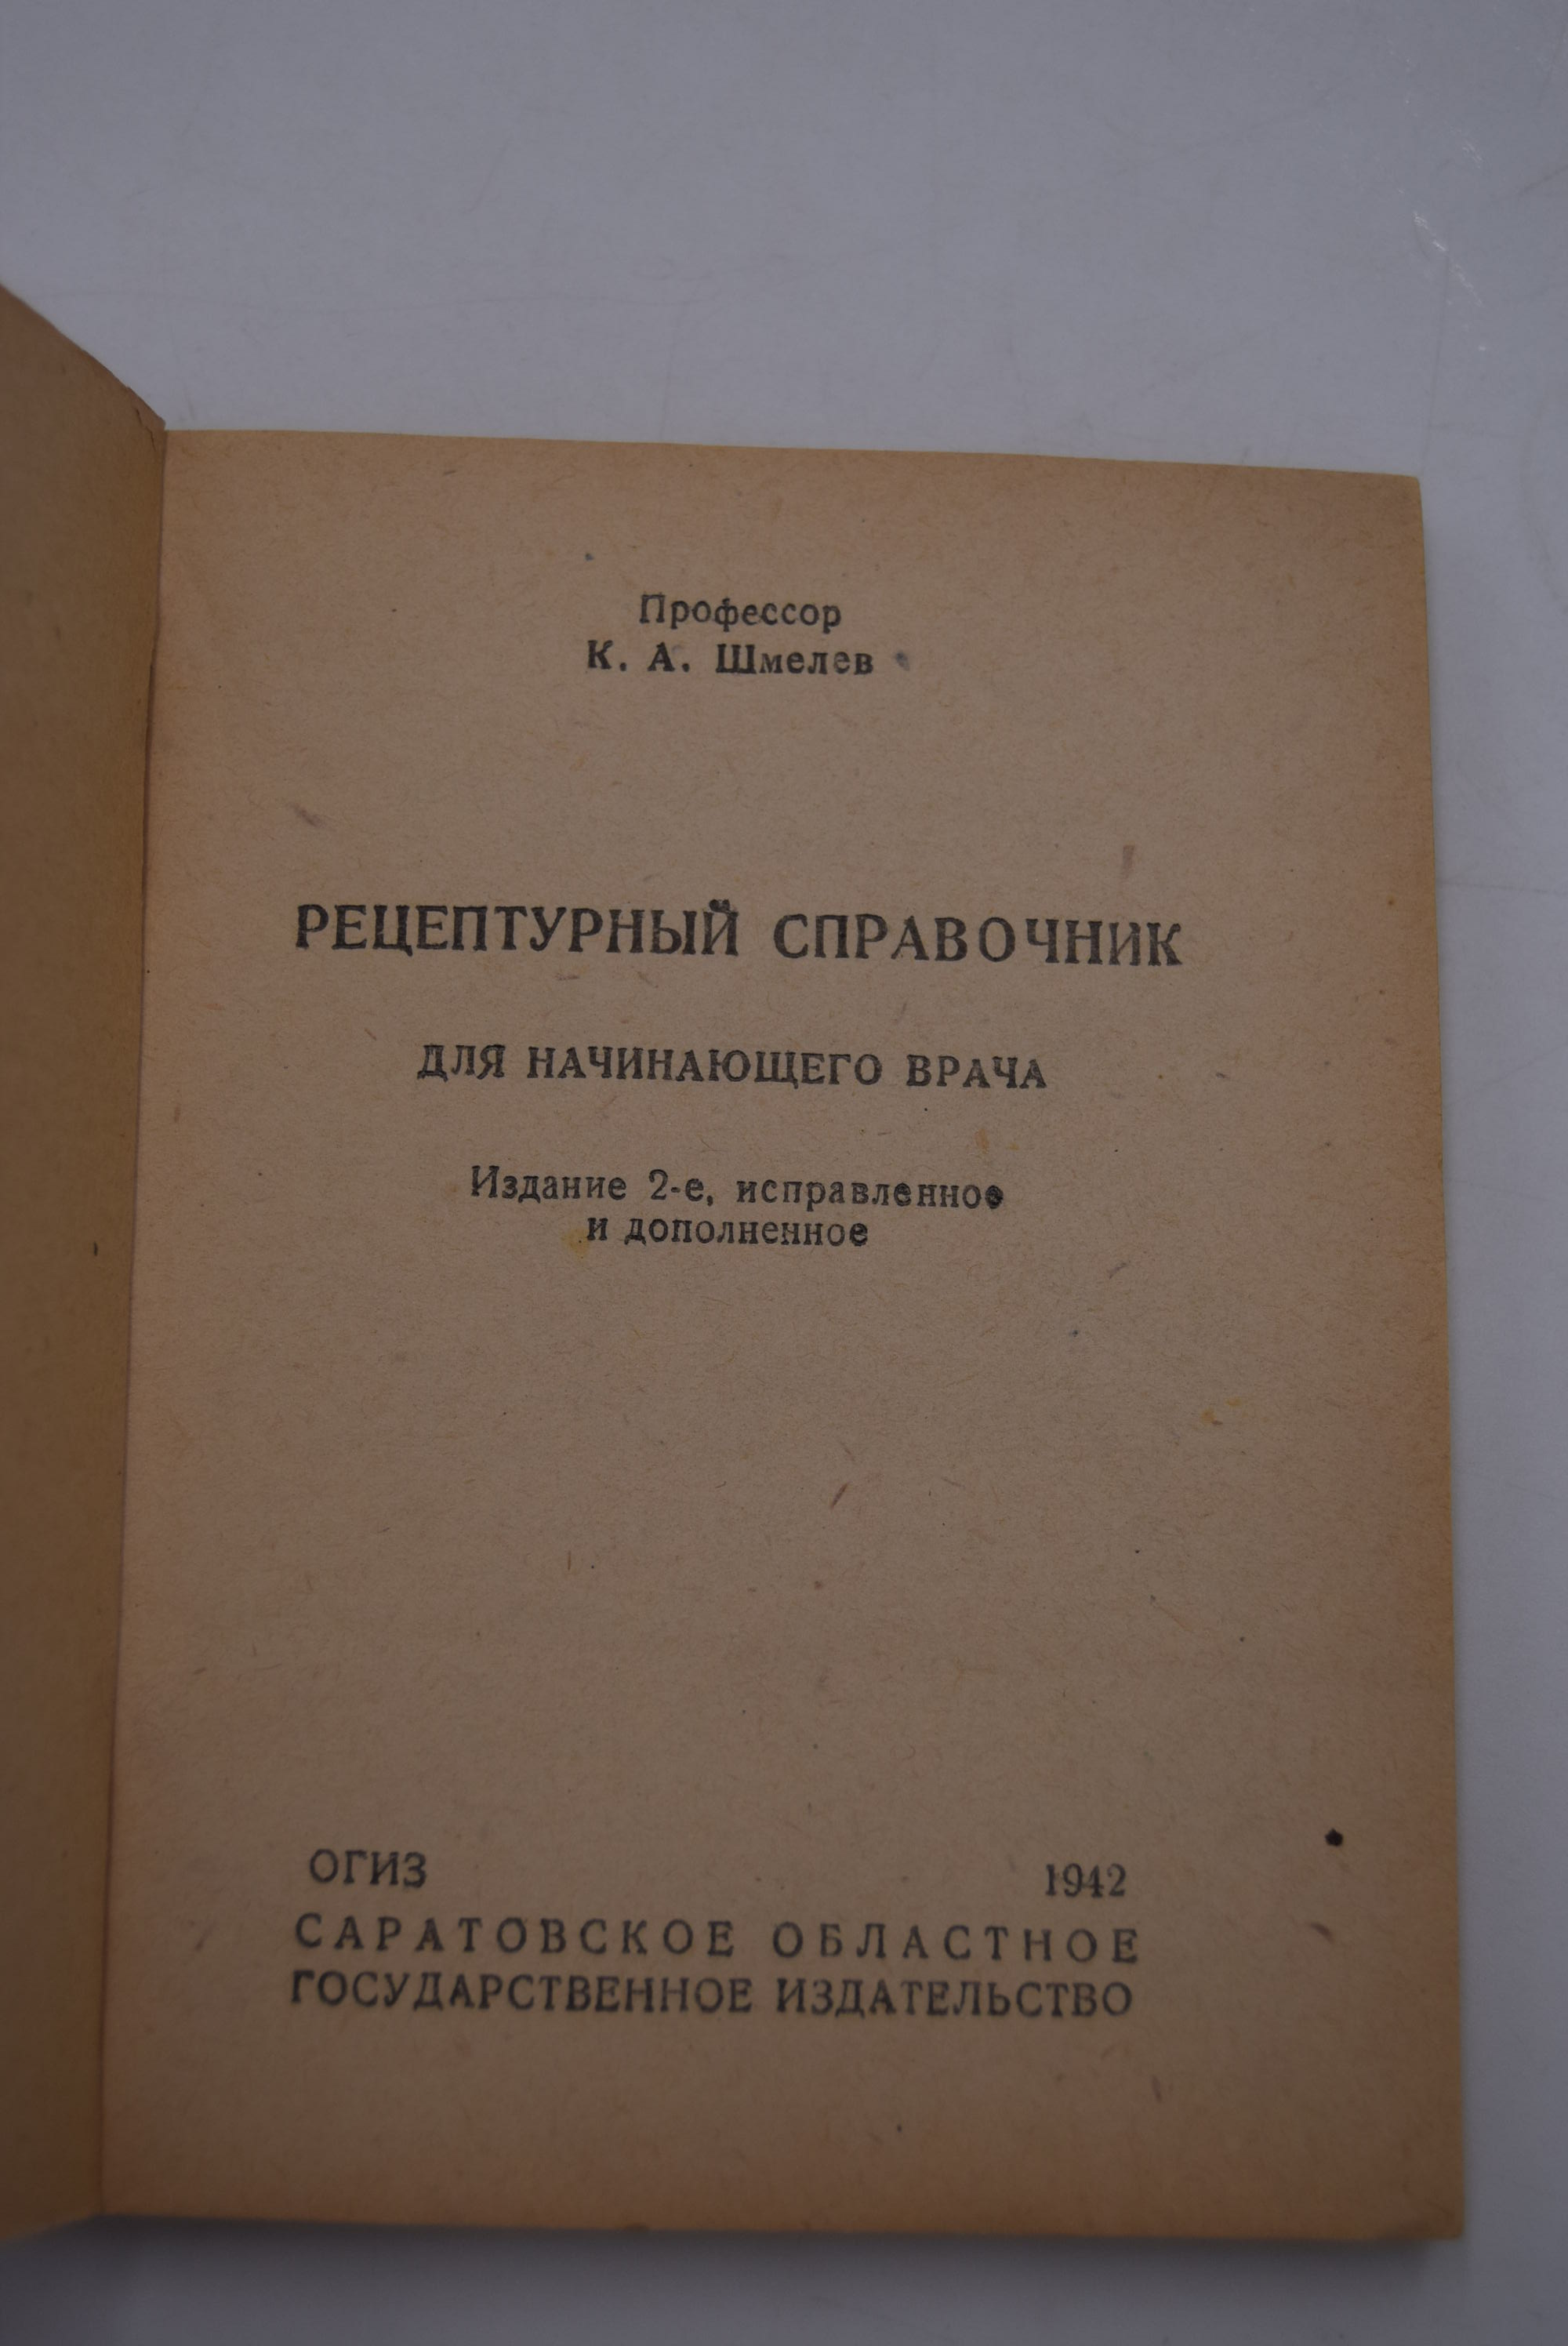 Профессор
К. А. Шмелев
РЕЦЕПТУРНЫЙ СПРАВОЧНИК
ДЛЯ НАЧИНАЮЩЕГО ВРАЧА
Издание 2-е, исправленное
и дополненное
ОГИЗ 1942
САРАТОВСКОЕ ОБЛАСТНОЕ
ГОСУДАРСТВЕННОЕ ИЗДАТЕЛЬСТВО